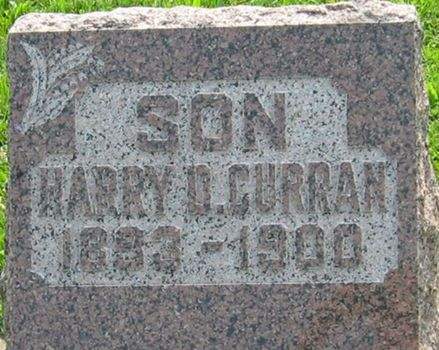 SON
HARRY D. CURRAN
1893 - 1900